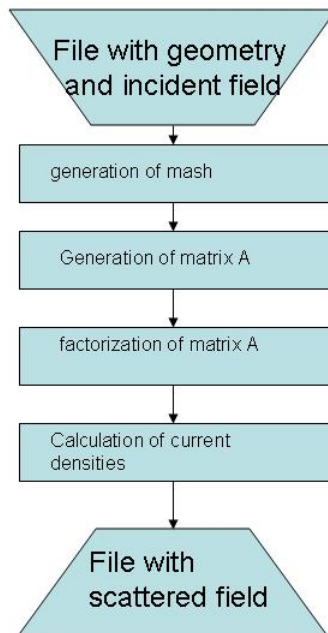 File with geometry
and incident field
generation of mash
Generation of matrix A
factorization of matrix A
Calculation of current
densities
File with
scattered field